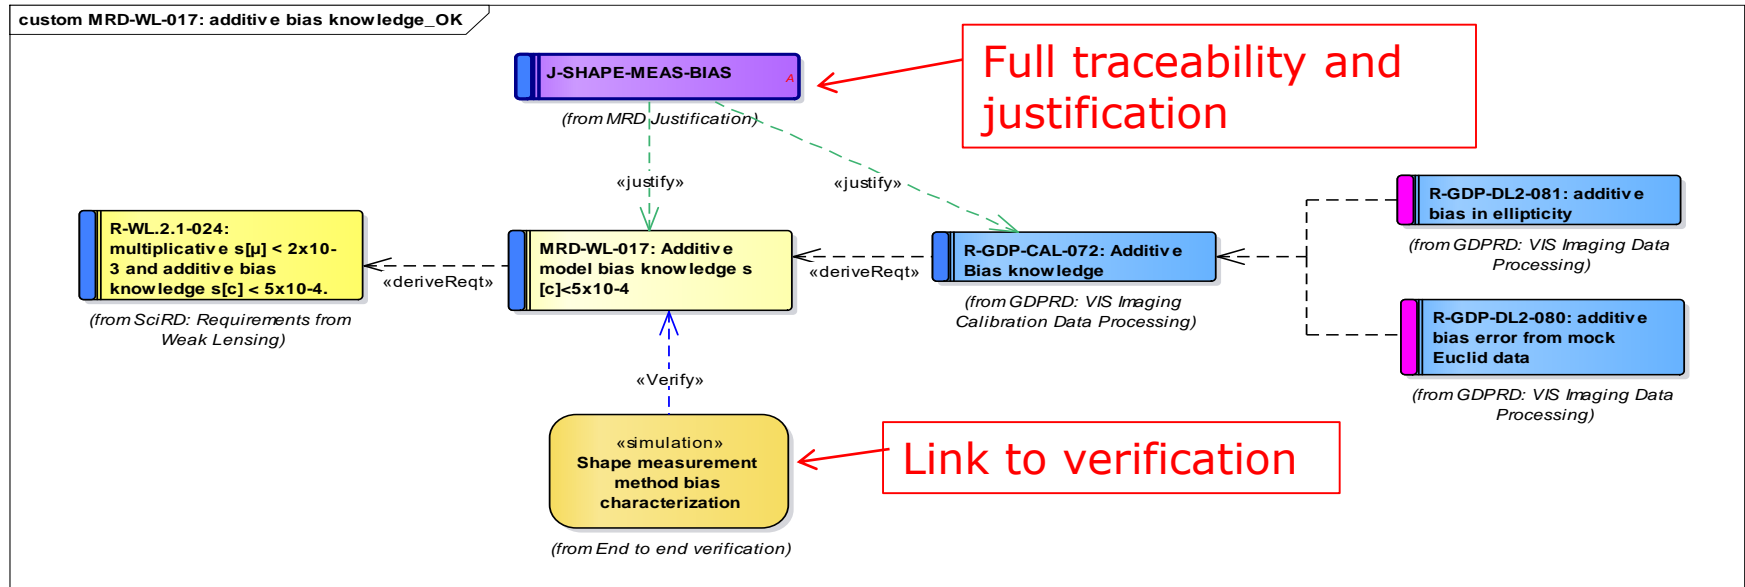 custom MRD-WL-017: additive bias knowledge_OK
J-SHAPE-MEAS-BIAS
A
(from MRD Justification)
Full traceability and
justification
«justify»
«justify»
R-WL.2.1-024:
multiplicative s[µ] < 2x10-
3 and additive bias
knowledge s[c] < 5x10-4.
(from SciRD: Requirements from
Weak Lensing)
«deriveReqt»
MRD-WL-017: Additive
model bias knowledge s
[c]<5x10-4
«deriveReqt»
R-GDP-CAL-072: Additive
Bias knowledge
(from GDPRD: VIS Imaging
Calibration Data Processing)
R-GDP-DL2-081: additive
bias in ellipticity
(from GDPRD: VIS Imaging Data
Processing)
R-GDP-DL2-080: additive
bias error from mock
Euclid data
(from GDPRD: VIS Imaging Data
Processing)
«Verify»
«simulation»
Shape measurement
method bias
characterization
(from End to end verification)
Link to verification